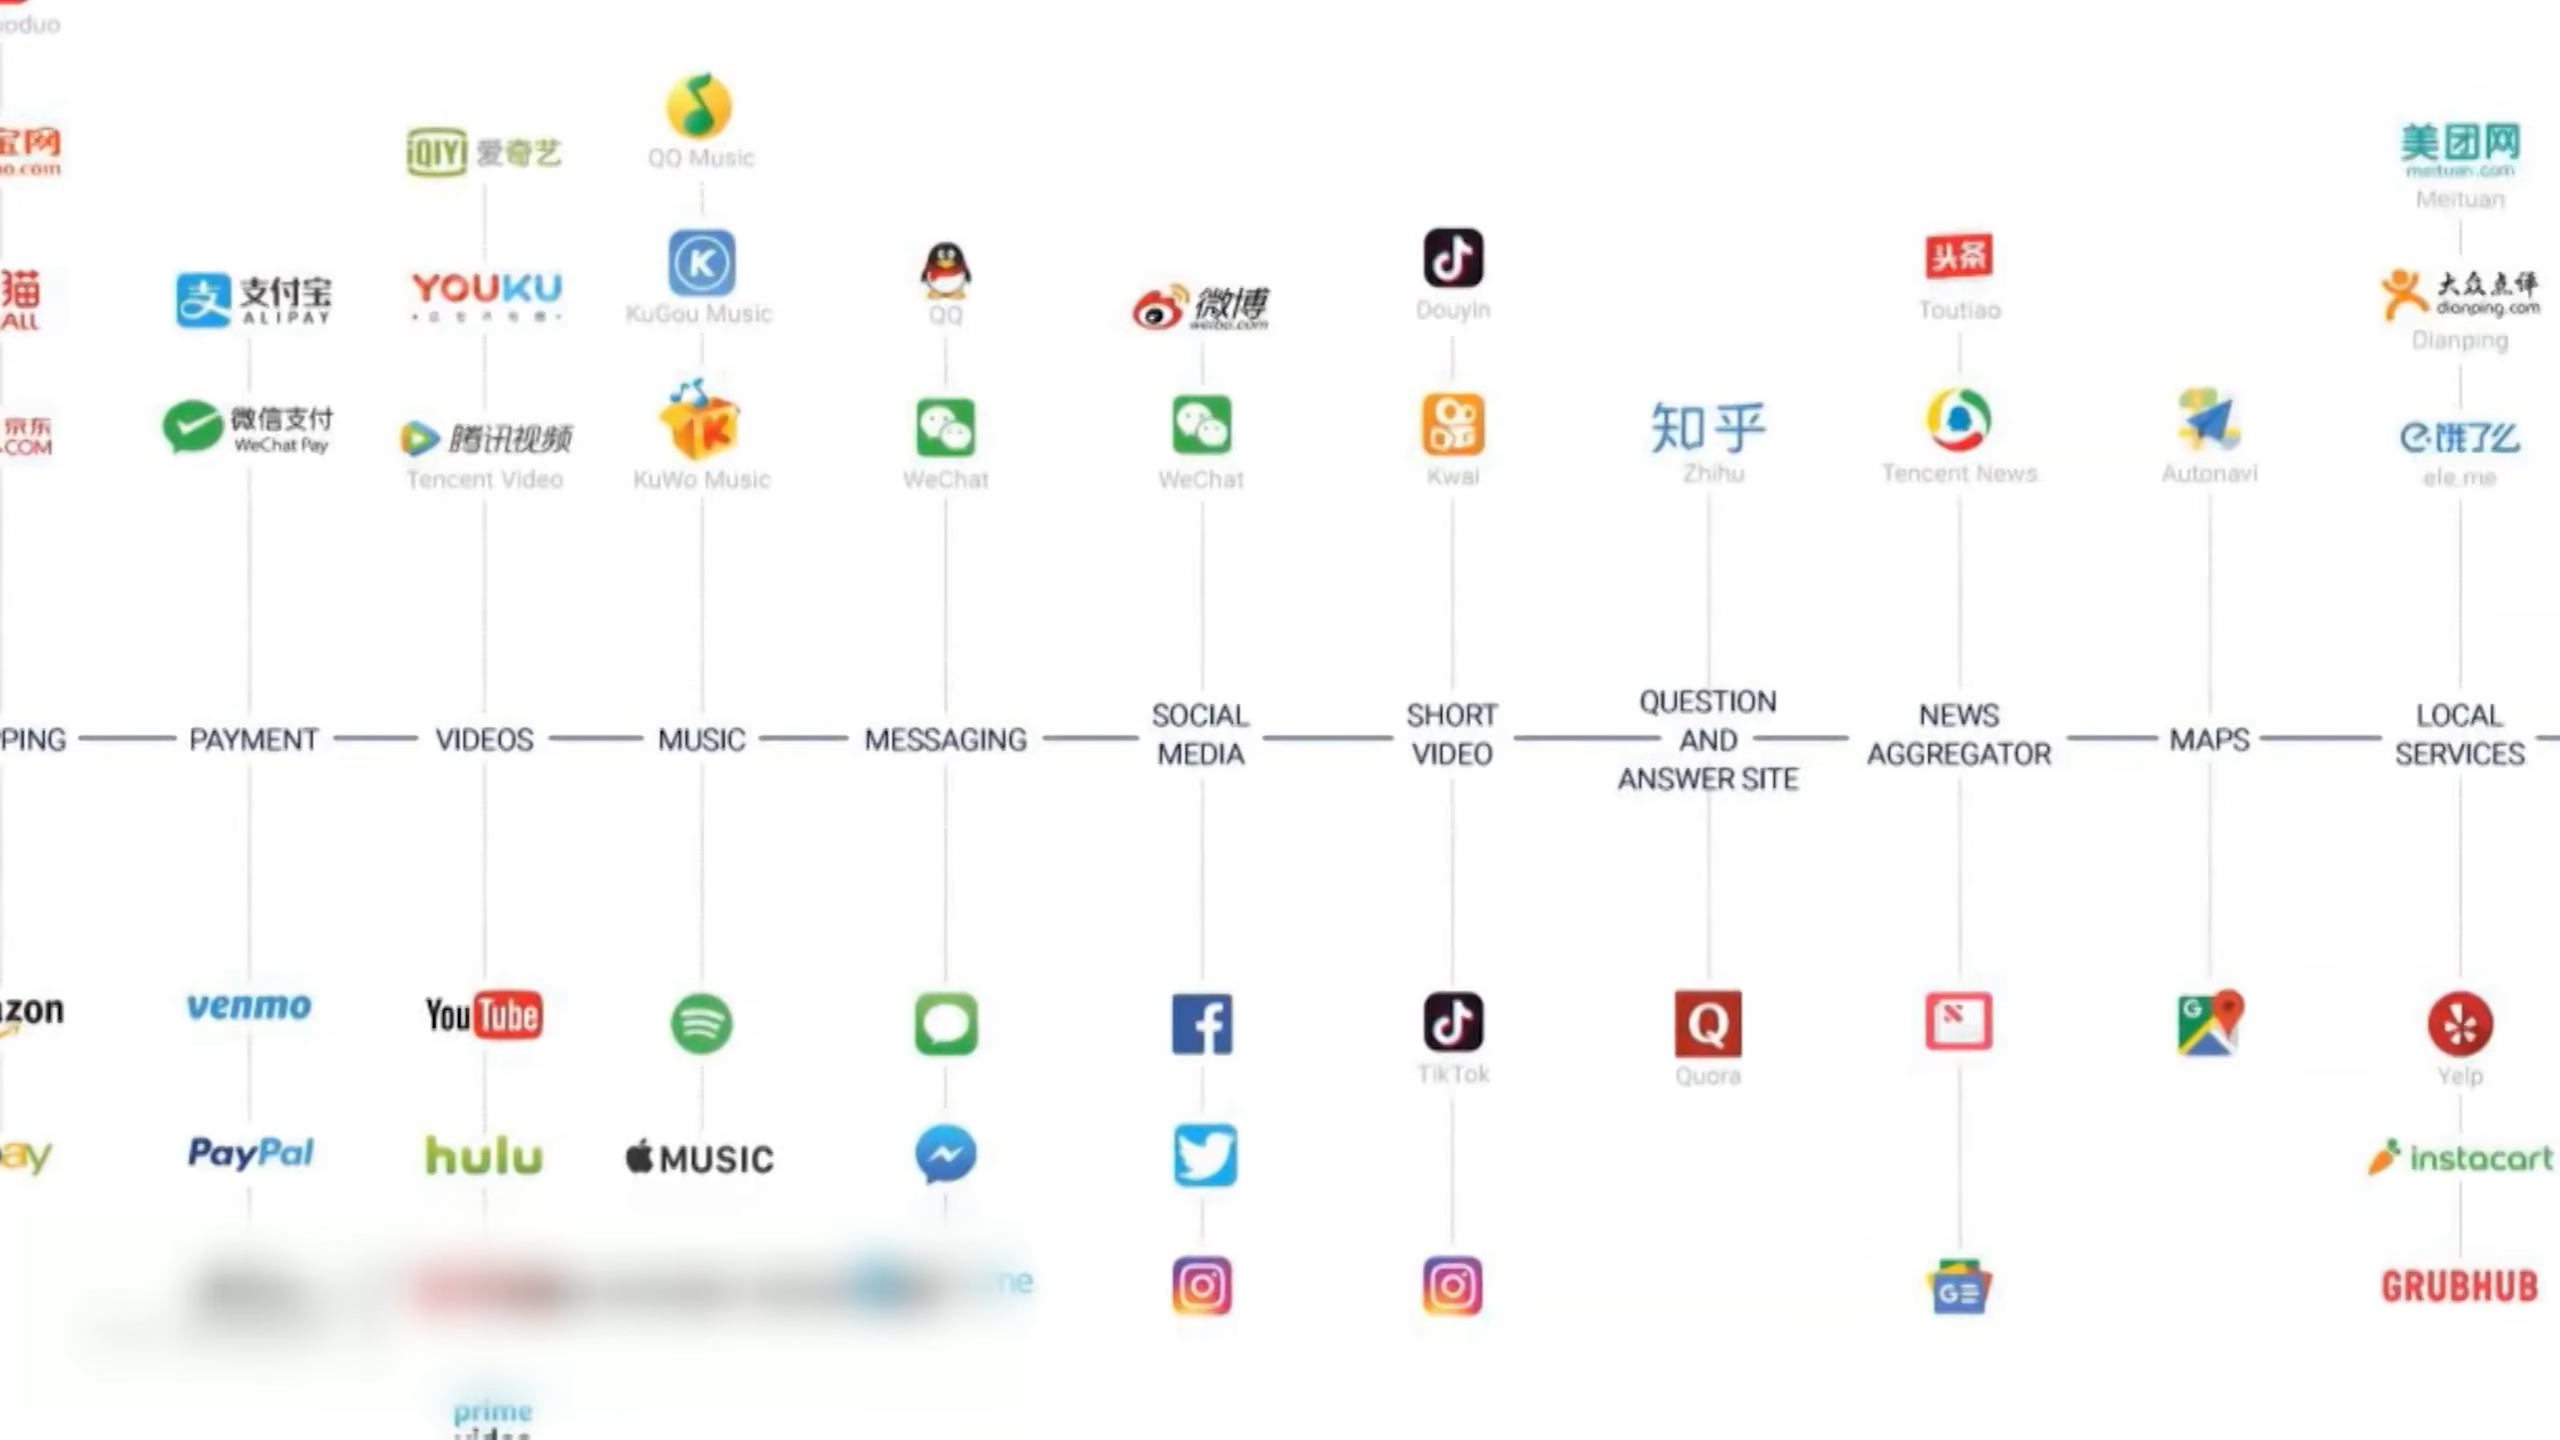 oduo
宝网
o.com
猫
ALL
京东
.COM
支付宝
ALIPAY
微信支付
WeChat Pay
iQIYI 爱奇艺
YOUKU
腾讯视频
Tencent Video
QQ Music
K
KuGou Music
K
KuWo Music
QQ
WeChat
微博
weibo.com
WeChat
Douyin
Kwai
知乎
Zhihu
头条
Toutiao
Tencent News
Autonavi
美团网
meituan.com
Meituan
大众点评
dianping.com
Dianping
e 饿了么
ele.me
PING
PAYMENT
VIDEOS
MUSIC
MESSAGING
SOCIAL
MEDIA
SHORT
VIDEO
QUESTION
AND
ANSWER SITE
NEWS
AGGREGATOR
MAPS
LOCAL
SERVICES
azon
ay
venmo
PayPal
YouTube
hulu
prime
video
MUSIC
me
f
TikTok
Q
Quora
GE
G
Yelp
instacart
GRUBHUB